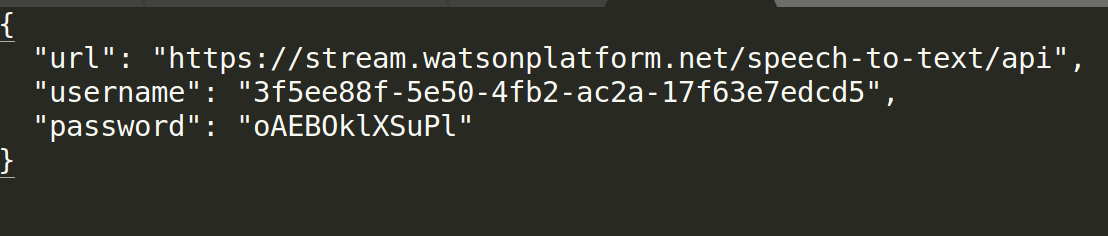 {
"url": "https://stream.watsonplatform.net/speech-to-text/api",
"username": "3f5ee88f-5e50-4fb2-ac2a-17f63e7edcd5",
"password": "oAEBOklXSuPl"
}